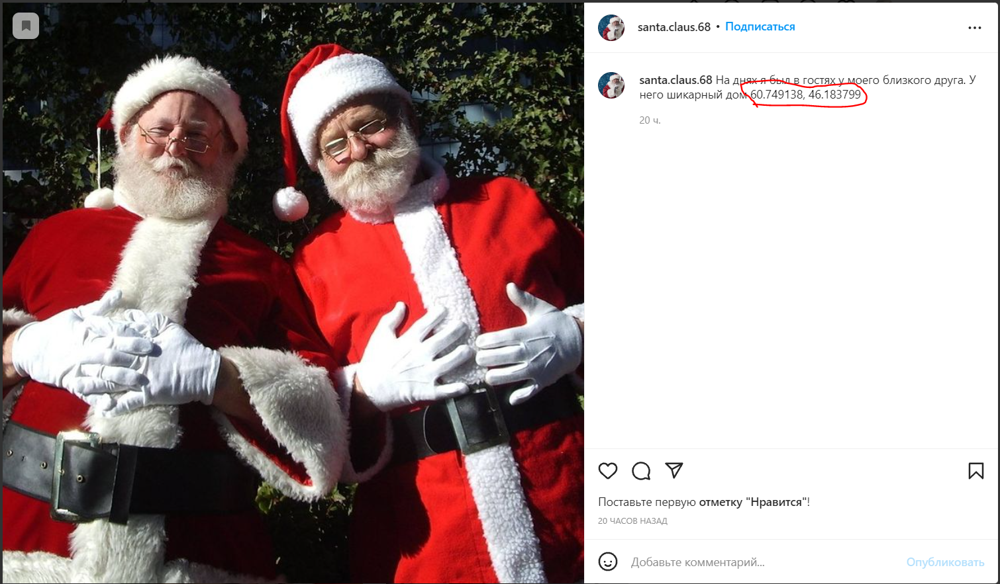 santa.claus.68 • Подписаться
santa.claus.68 На днях я был в гостях у моего близкого друга. У
него шикарный дом 60.749138, 46.183799
20 ч.
Поставьте первую отметку "Нравится"!
20 ЧАСОВ НАЗАД
Добавьте комментарий...
Опубликовать